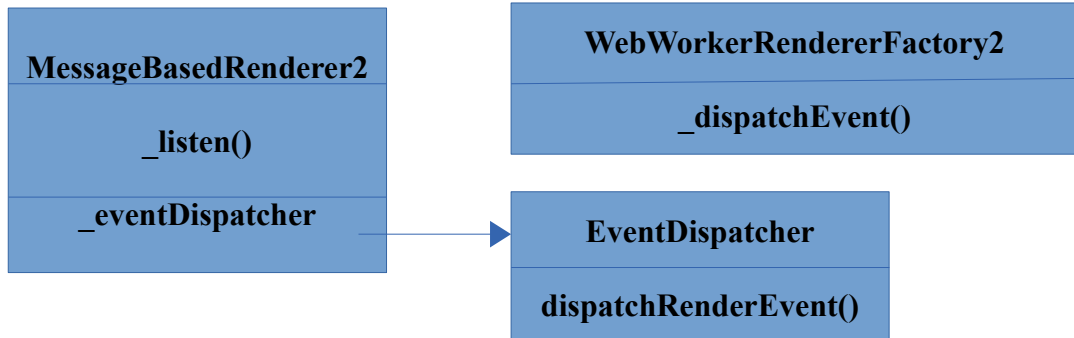 MessageBasedRenderer2
_listen()
_eventDispatcher
WebWorkerRendererFactory2
_dispatchEvent()
EventDispatcher
dispatchRenderEvent()